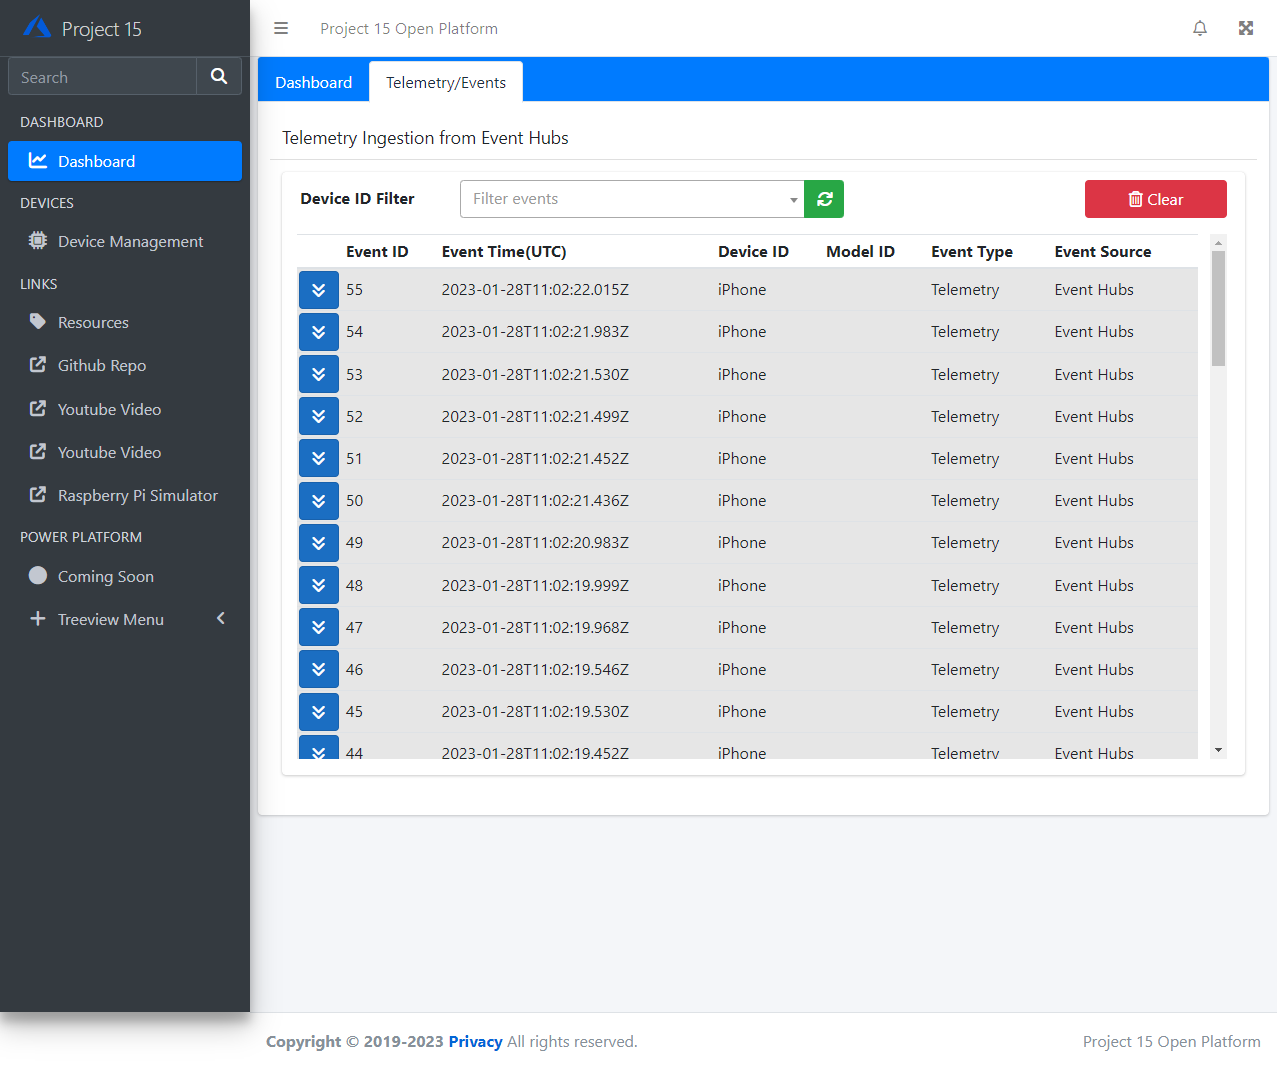 Project 15
Project 15 Open Platform
Search
DASHBOARD
Dashboard
DEVICES
Device Management
LINKS
Resources
Github Repo
Youtube Video
Youtube Video
Raspberry Pi Simulator
POWER PLATFORM
Coming Soon
Treeview Menu
Dashboard Telemetry/Events
Telemetry Ingestion from Event Hubs
Device ID Filter Filter events Clear
Event ID Event Time(UTC) Device ID Model ID Event Type Event Source
55 2023-01-28T11:02:22.015Z iPhone Telemetry Event Hubs
54 2023-01-28T11:02:21.983Z iPhone Telemetry Event Hubs
53 2023-01-28T11:02:21.530Z iPhone Telemetry Event Hubs
52 2023-01-28T11:02:21.499Z iPhone Telemetry Event Hubs
51 2023-01-28T11:02:21.452Z iPhone Telemetry Event Hubs
50 2023-01-28T11:02:21.436Z iPhone Telemetry Event Hubs
49 2023-01-28T11:02:20.983Z iPhone Telemetry Event Hubs
48 2023-01-28T11:02:19.999Z iPhone Telemetry Event Hubs
47 2023-01-28T11:02:19.968Z iPhone Telemetry Event Hubs
46 2023-01-28T11:02:19.546Z iPhone Telemetry Event Hubs
45 2023-01-28T11:02:19.530Z iPhone Telemetry Event Hubs
44 2023-01-28T11:02:19.452Z iPhone Telemetry Event Hubs
Copyright © 2019-2023 Privacy All rights reserved.
Project 15 Open Platform